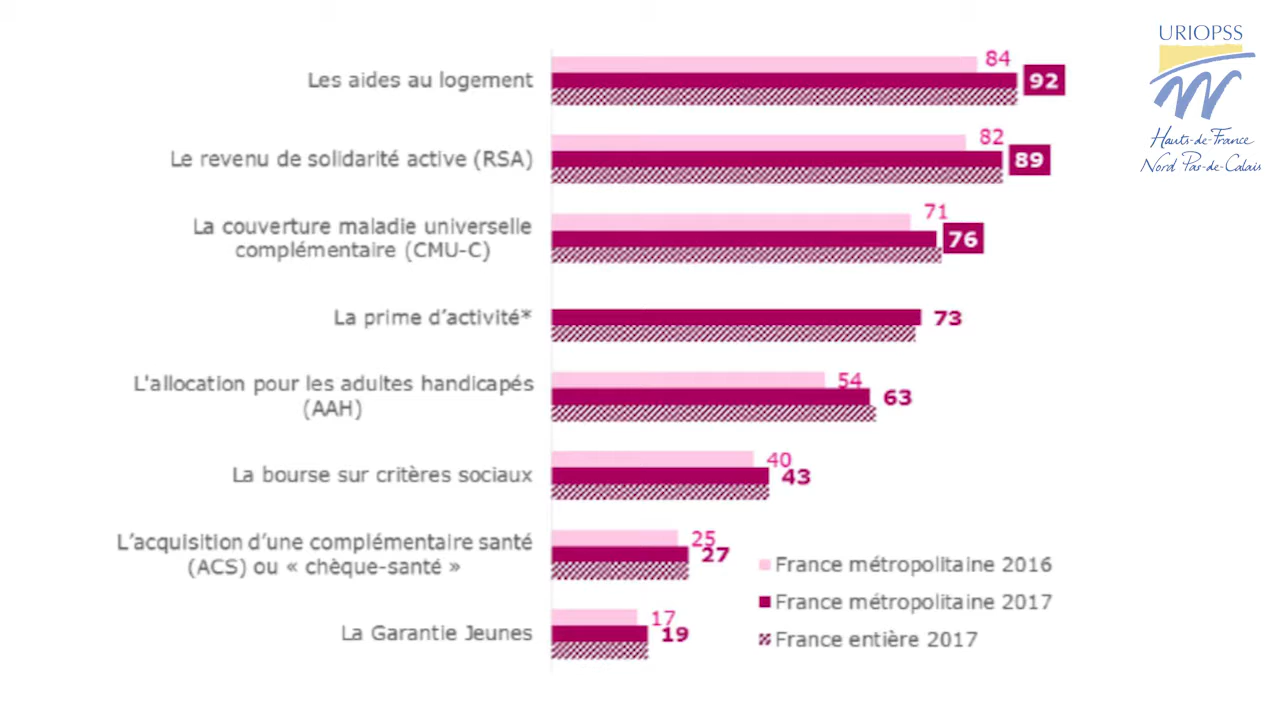 URIOPSS
Hauts-de-France
Nord Pas-de-Calais
Les aides au logement
84
92
Le revenu de solidarité active (RSA)
82
89
La couverture maladie universelle
complémentaire (CMU-C)
71
76
La prime d’activité*
73
L'allocation pour les adultes handicapés
(AAH)
54
63
La bourse sur critères sociaux
40
43
L’acquisition d’une complémentaire santé
(ACS) ou « chèque-santé »
25
27
La Garantie Jeunes
17
19
France métropolitaine 2016
France métropolitaine 2017
France entière 2017